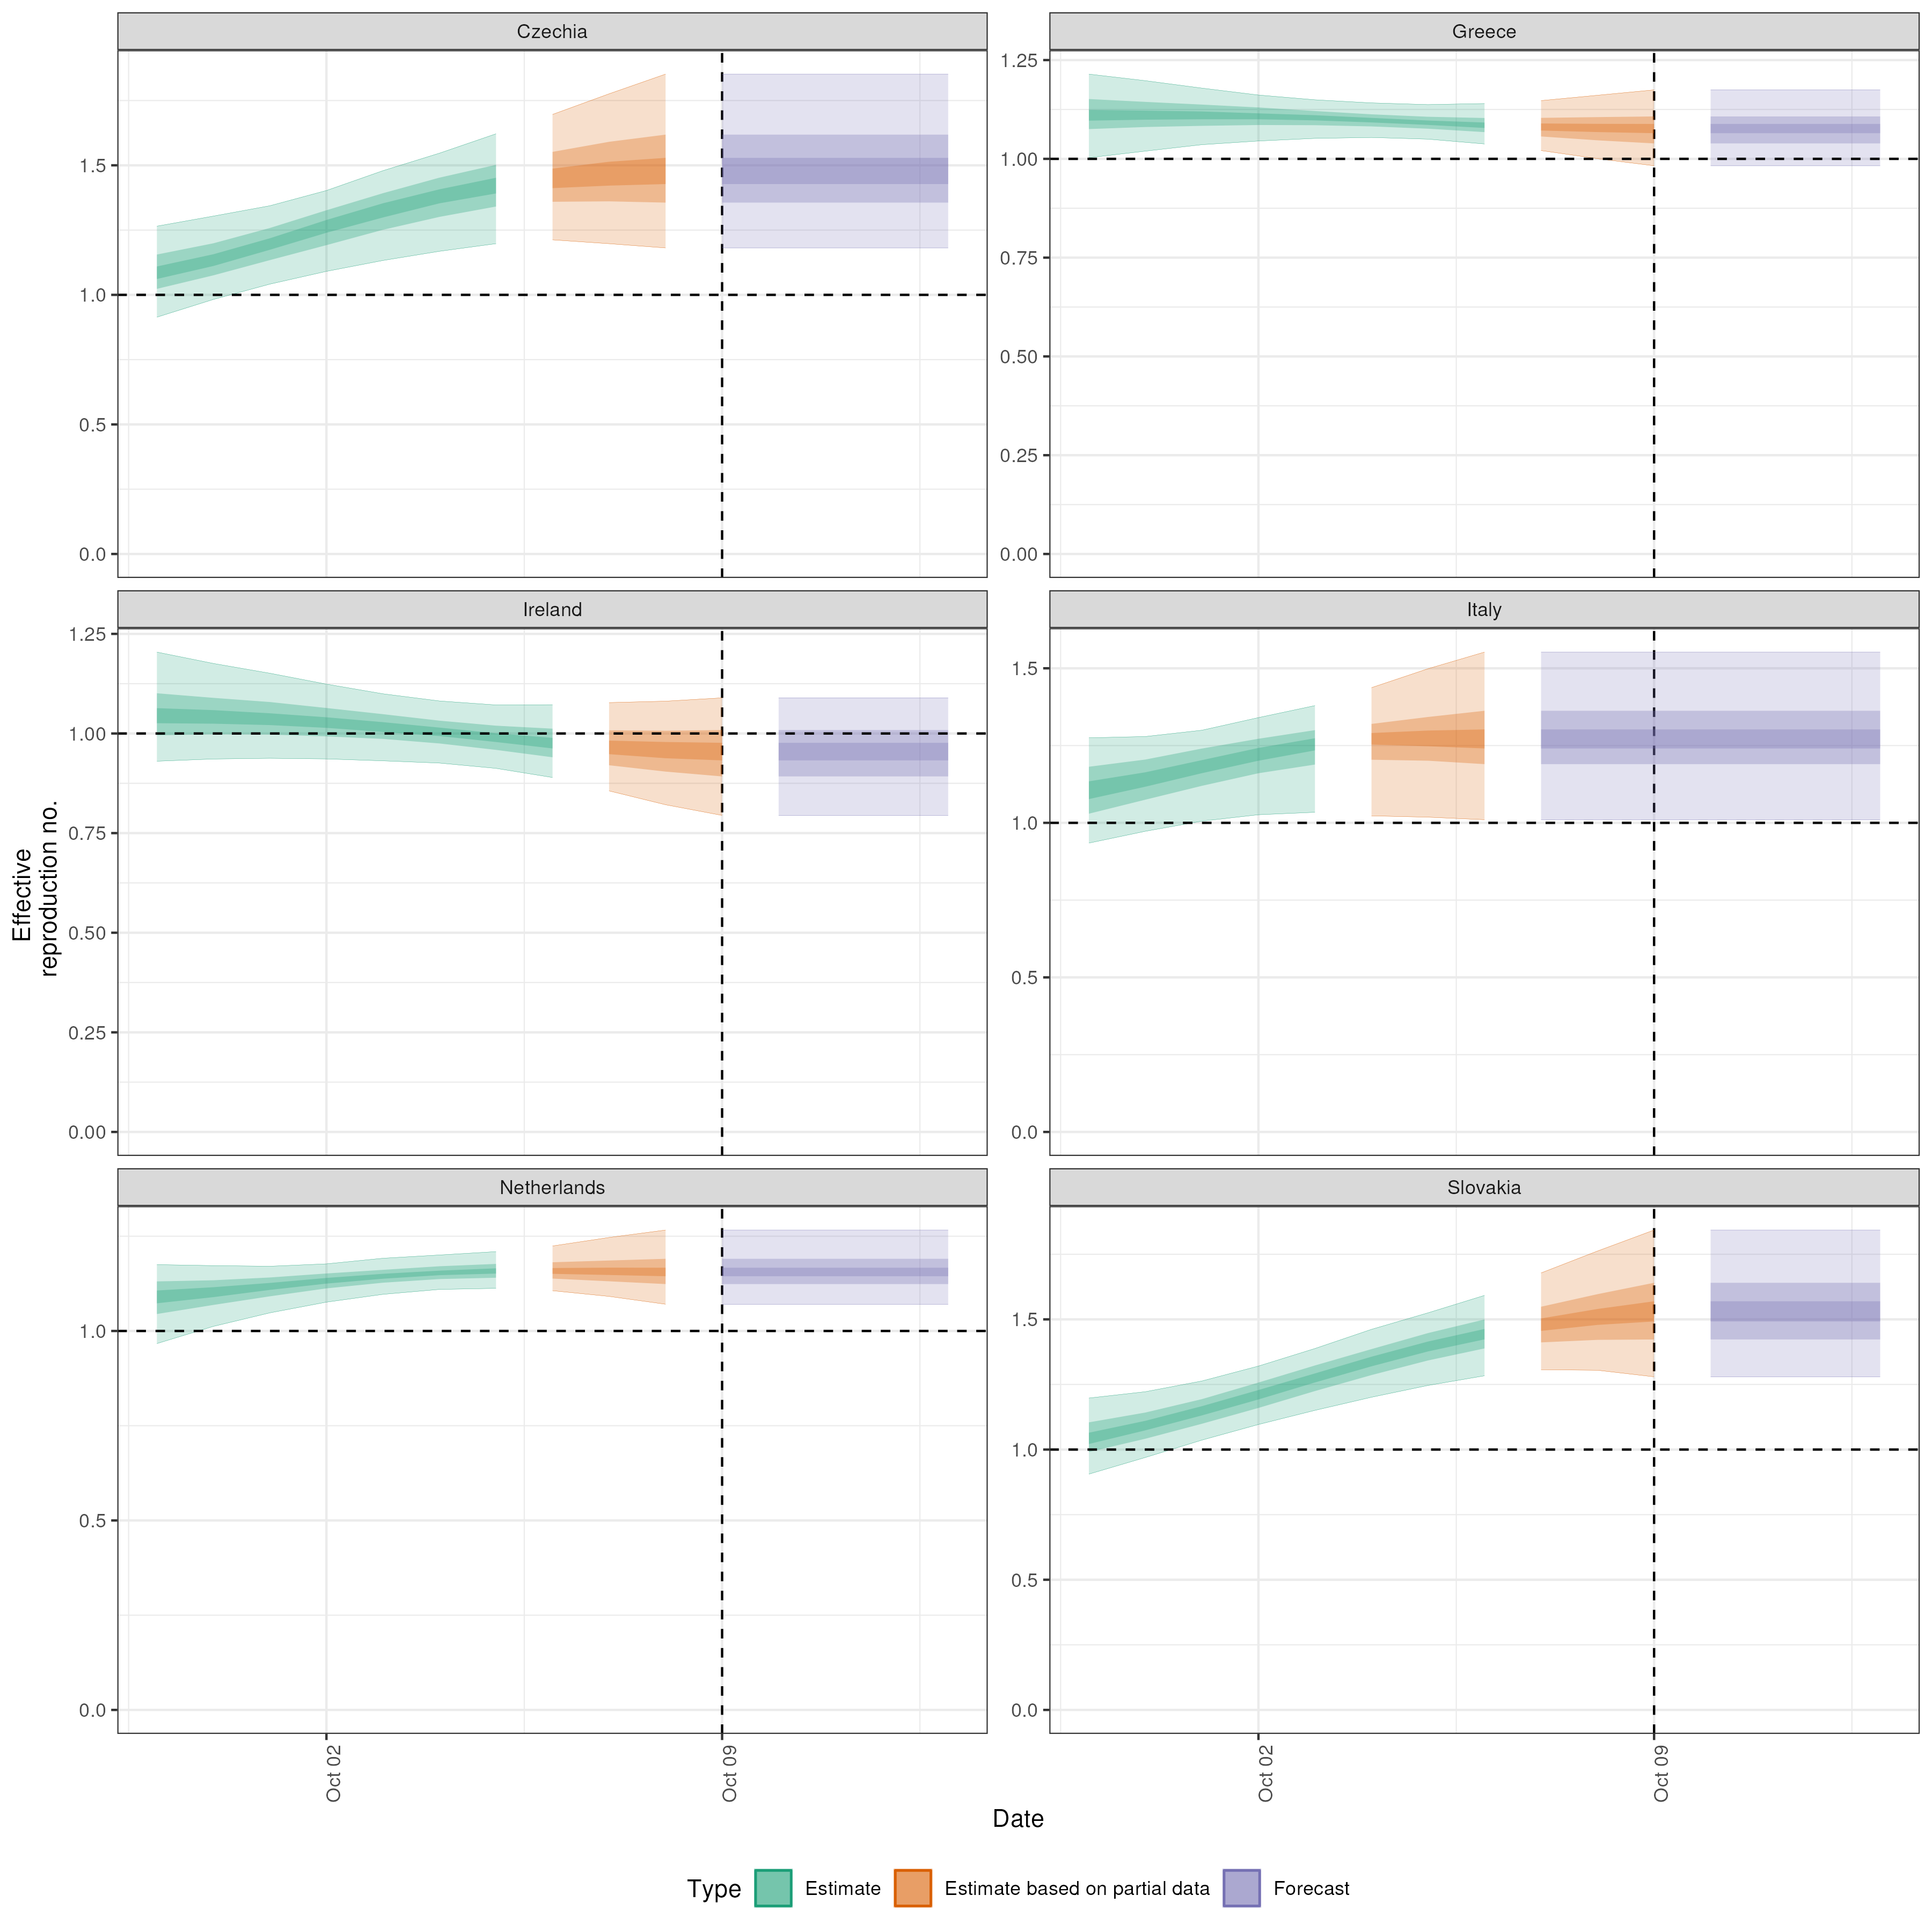 Czechia
Greece
1.5
1.0
0.5
0.0
1.25
1.00
0.75
0.50
0.25
0.00
Ireland
Italy
1.25
1.00
0.75
0.50
0.25
0.00
1.5
1.0
0.5
0.0
Netherlands
Slovakia
1.0
0.5
0.0
1.5
1.0
0.5
0.0
Effective
reproduction no.
Oct 02
Oct 09
Oct 02
Oct 09
Date
Type Estimate Estimate based on partial data Forecast